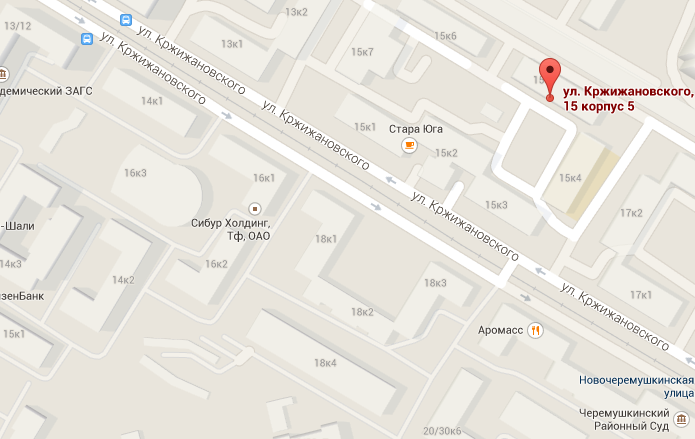 13/12
13к2
13к1
ул. Кржижановского
ул. Кржижановского
15к6
15к7
ул. Кржижановского,
15 корпус 5
демический ЗАГС
14к1
ул. Кржижановского
15к1
Стара Юга
15к2
16к3
16к1
15к4
15к3
17к2
Сибур Холдинг,
Тф, ОАО
-Шали
18к1
ул. Кржижановского
14к3
16к2
14к2
18к3
зенБанк
17к1
ул. Кржижановского
18к2
15к1
Аромасс
18к4
Новочеремушкинская
улица
Черемушкинский
Районный Суд
20/30к6